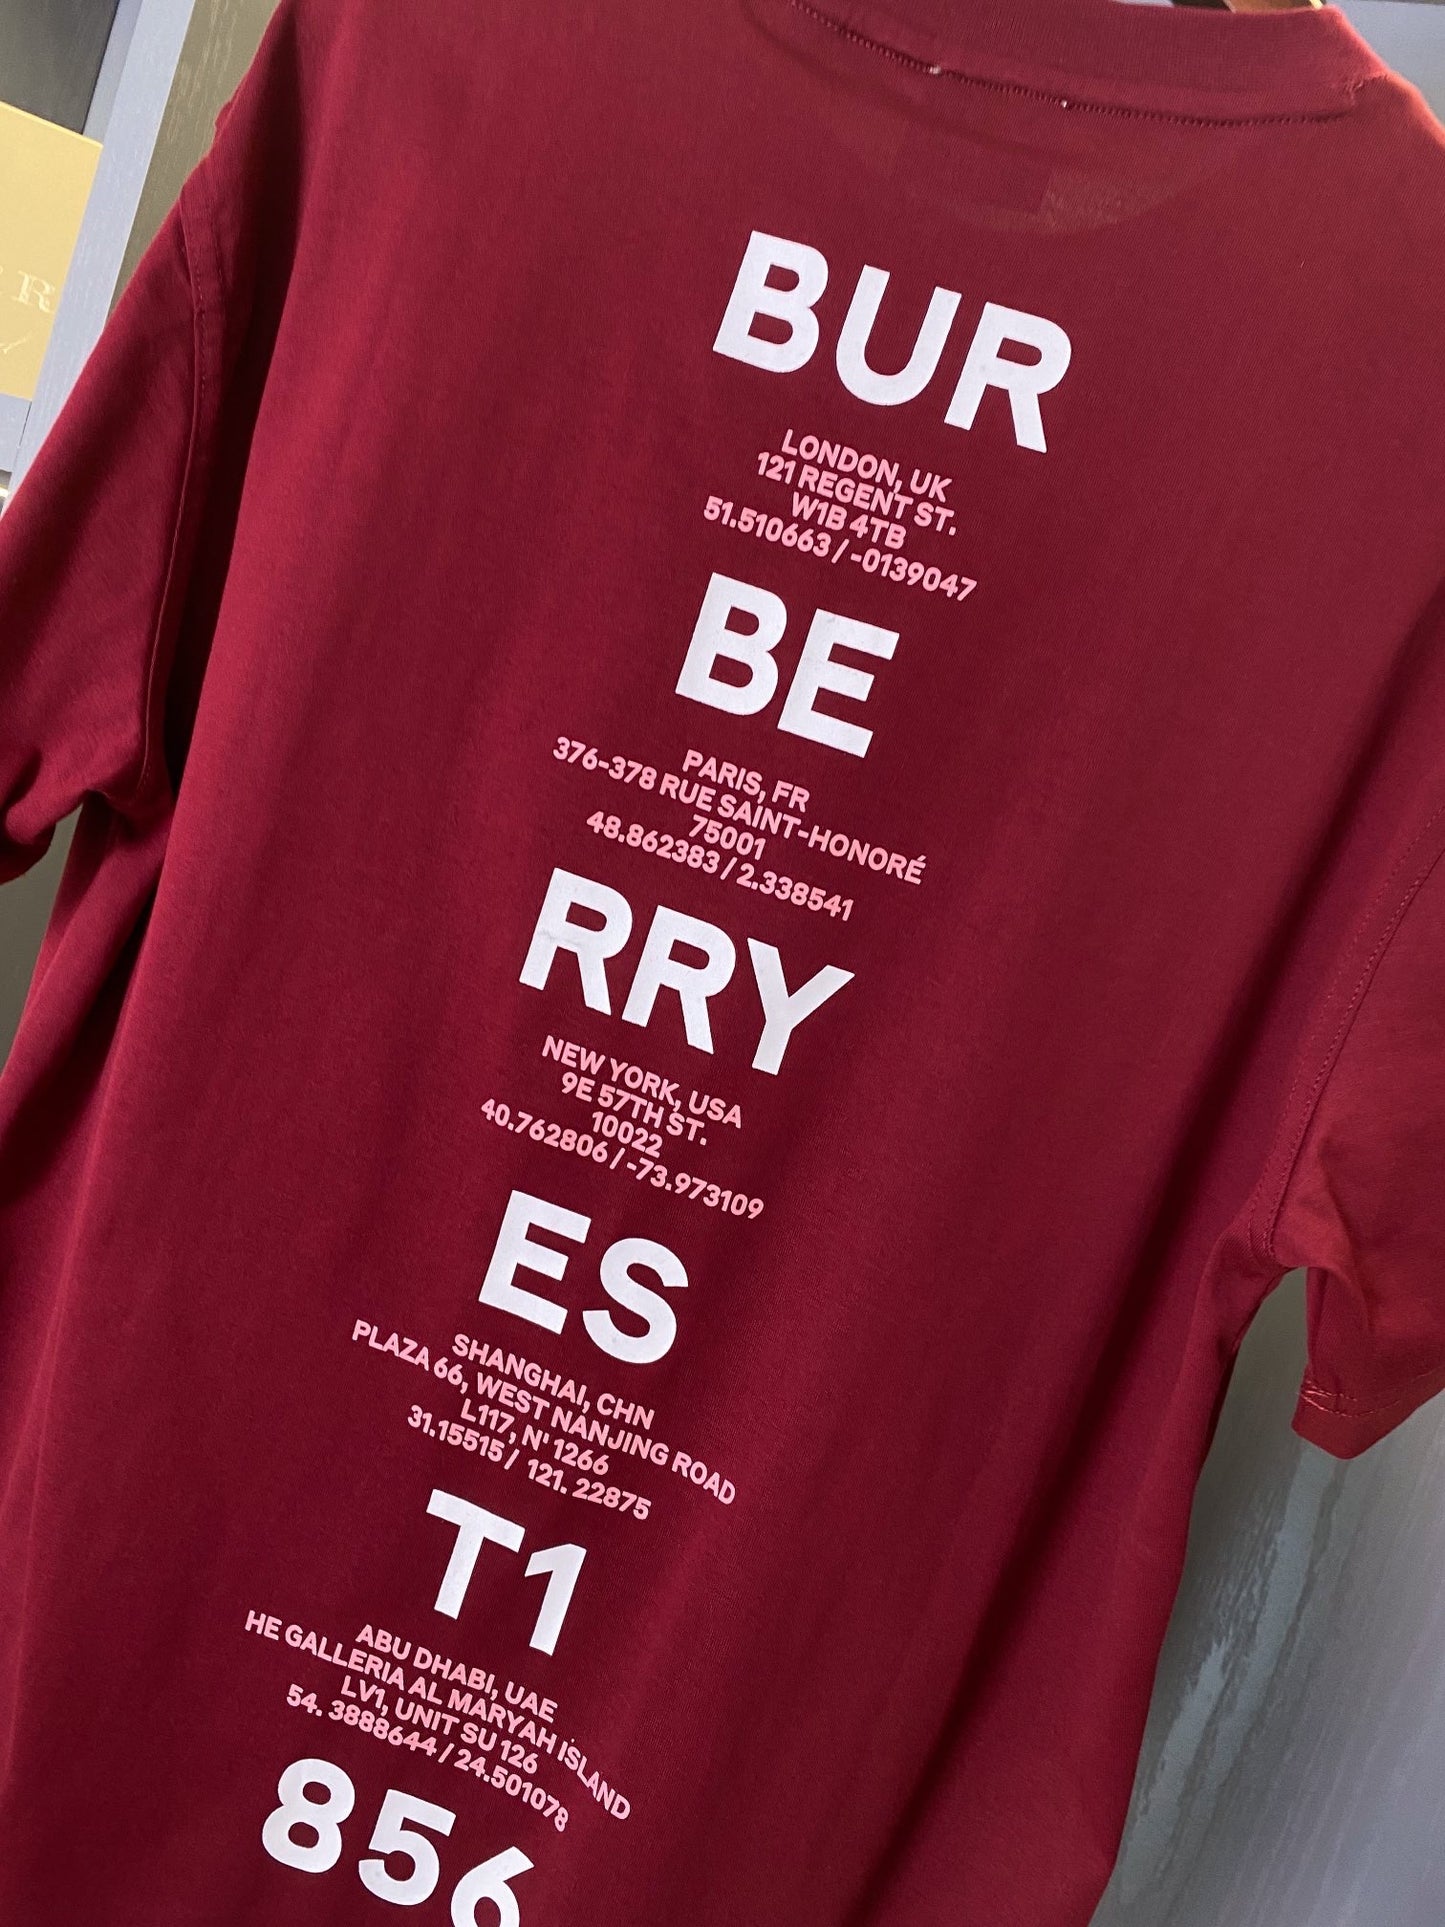 BUR
LONDON, UK
121 REGENT ST.
W1B 4TB
51.510663 / -0139047
BE
PARIS, FR
376-378 RUE SAINT-HONORÉ
75001
48.862383 / 2.338541
RRY
NEW YORK, USA
9E 57TH ST.
10022
40.762806 / -73.973109
ES
SHANGHAI, CHN
PLAZA 66, WEST NANJING ROAD
L117, N' 1266
31.15515 / 121. 22875
T1
ABU DHABI, UAE
HE GALLERIA AL MARYAH ISLAND
LV1, UNIT SU 126
54. 3888644 / 24.501078
856